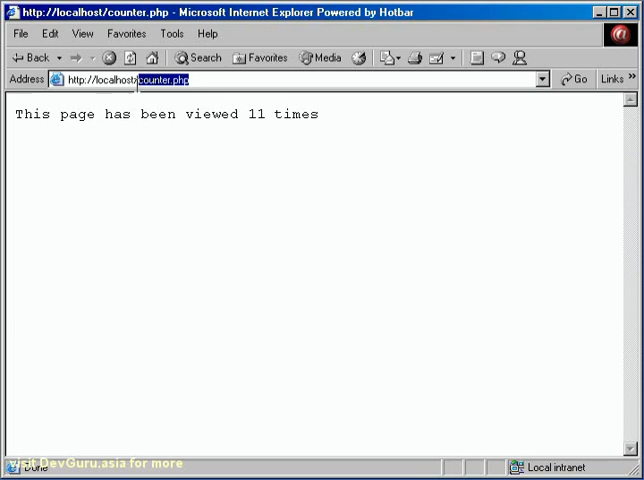 http://localhost/counter.php - Microsoft Internet Explorer Powered by Hotbar
File Edit View Favorites Tools Help
Back Search Favorites Media
Address http://localhost/counter.php Go Links »
This page has been viewed 11 times
visit DevGuru.asia for more
Done Local intranet